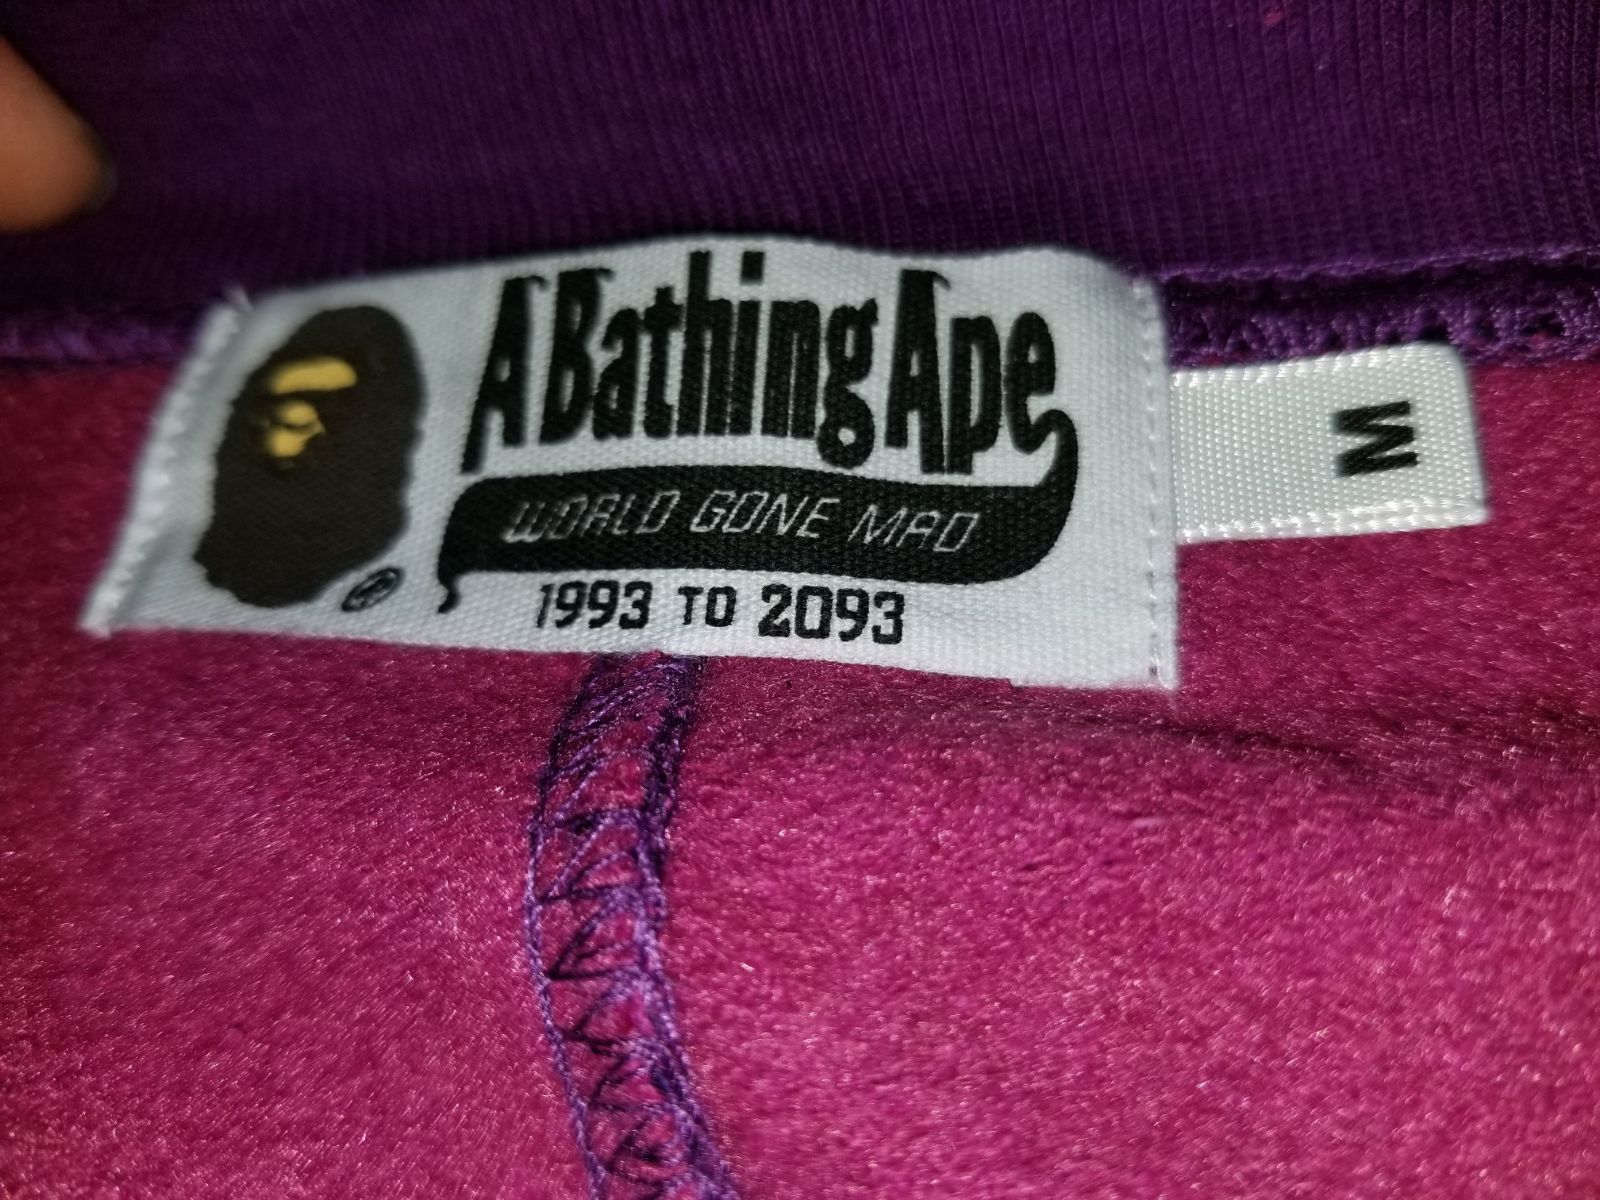 A Bathing Ape
WORLD GONE MAD
®
1993 TO 2093
M